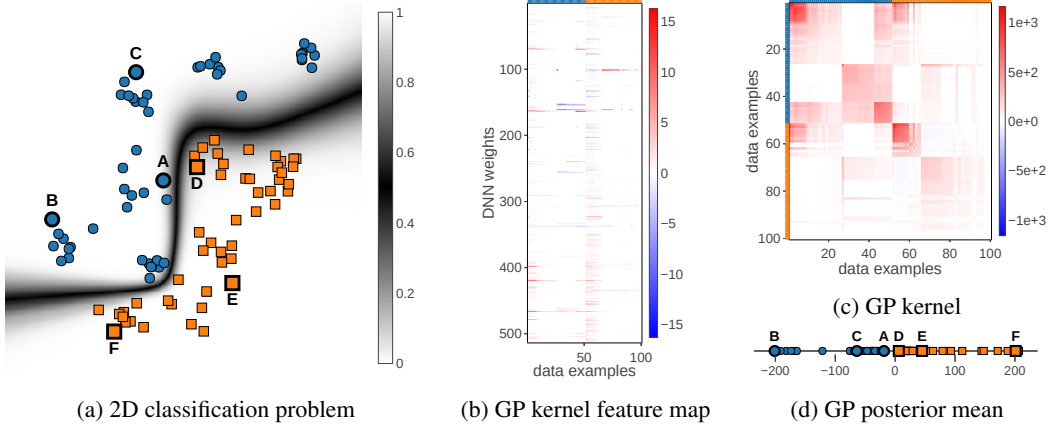 C
A
B
D
E
F
1
0.8
0.6
0.4
0.2
0
(a) 2D classification problem
DNN weights
100
200
300
400
500
50
100
data examples
15
10
5
0
−5
−10
−15
(b) GP kernel feature map
data examples
20
40
60
80
100
20 40 60 80 100
data examples
1e+3
5e+2
0e+0
−5e+2
−1e+3
(c) GP kernel
B C A D E F
−200 −100 0 100 200
(d) GP posterior mean